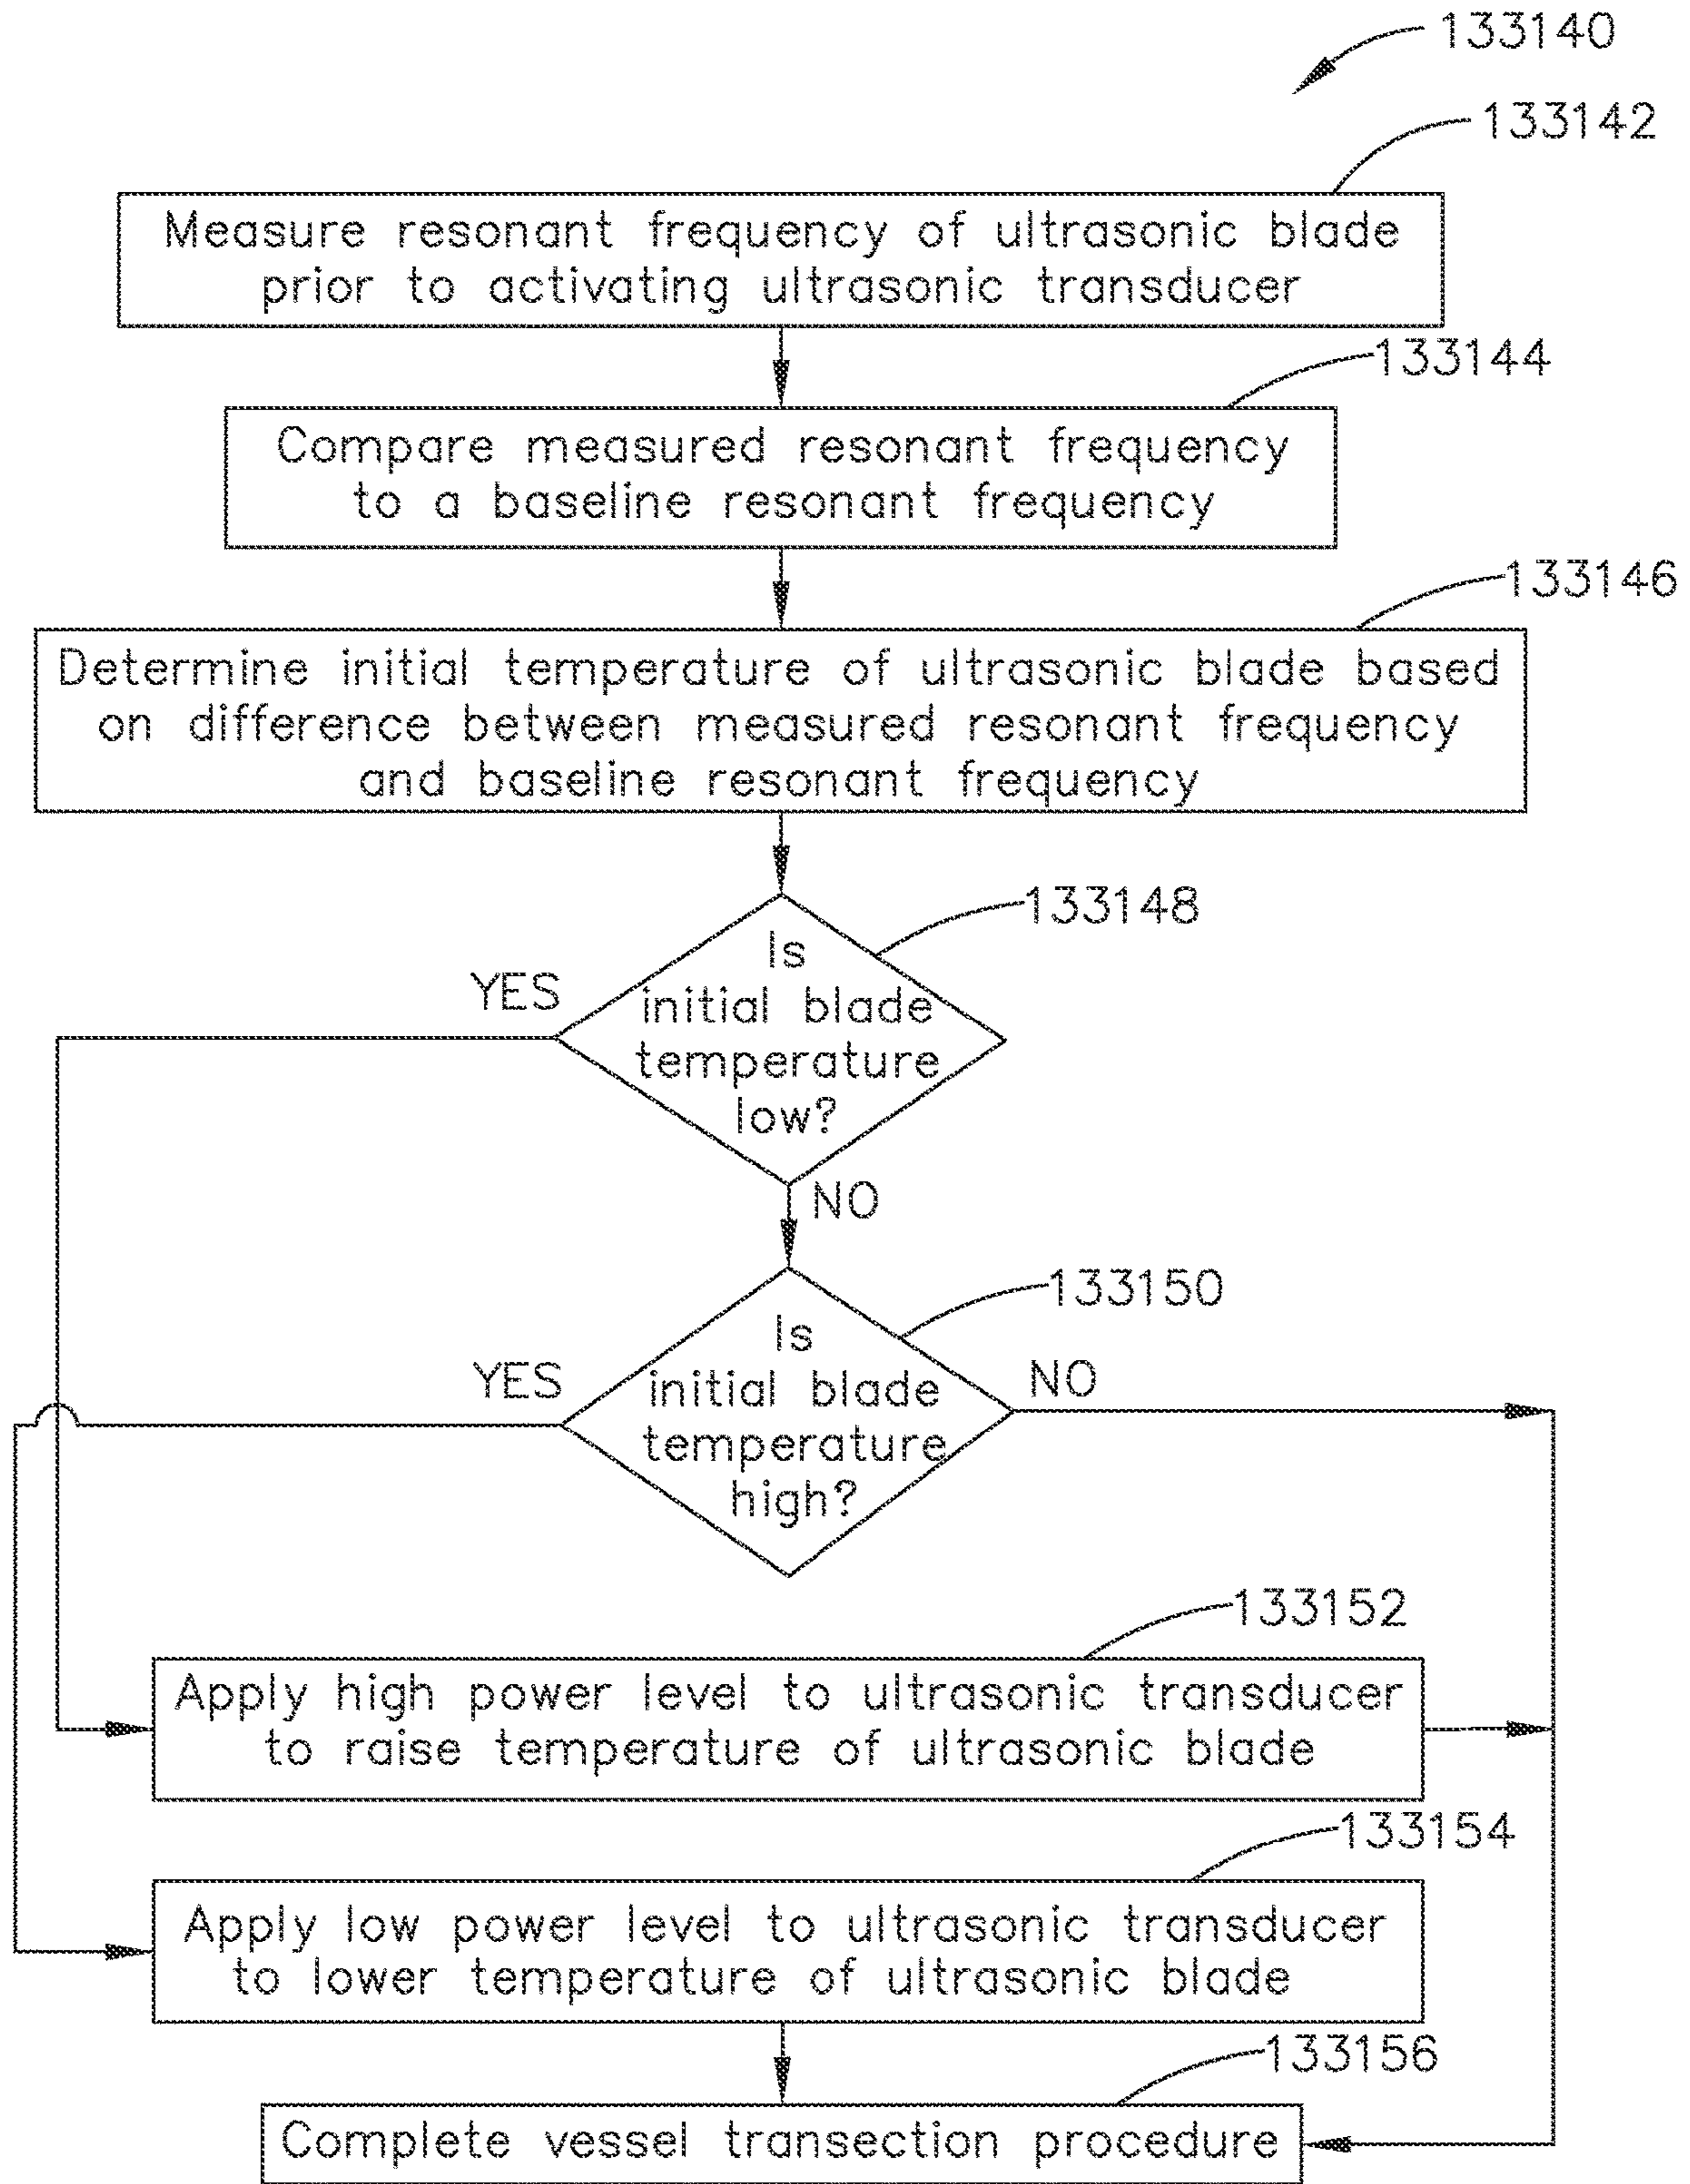 133140
133142
Measure resonant frequency of ultrasonic blade
prior to activating ultrasonic transducer
133144
Compare measured resonant frequency
to a baseline resonant frequency
133146
Determine initial temperature of ultrasonic blade based
on difference between measured resonant frequency
and baseline resonant frequency
133148
Is
initial blade
temperature
low?
YES
NO
133150
Is
initial blade
temperature
high?
YES
NO
133152
Apply high power level to ultrasonic transducer
to raise temperature of ultrasonic blade
133154
Apply low power level to ultrasonic transducer
to lower temperature of ultrasonic blade
133156
Complete vessel transection procedure